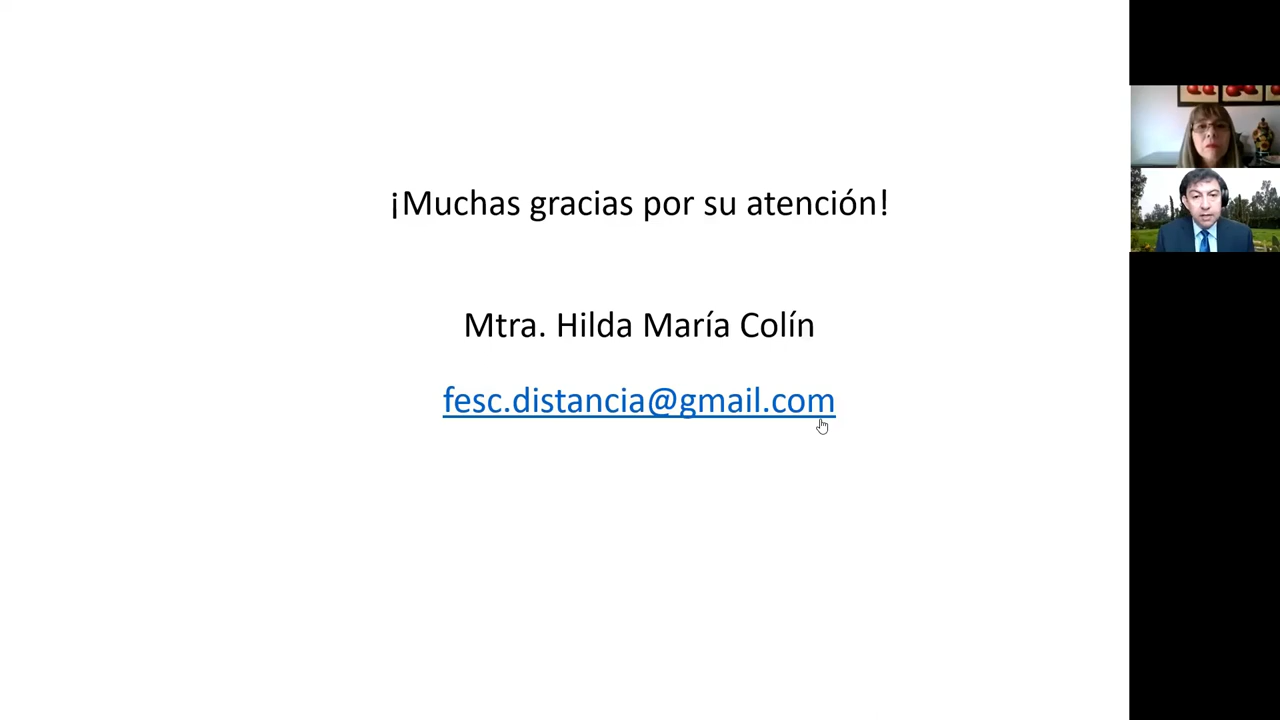 ¡Muchas gracias por su atención!
Mtra. Hilda María Colín
fesc.distancia@gmail.com